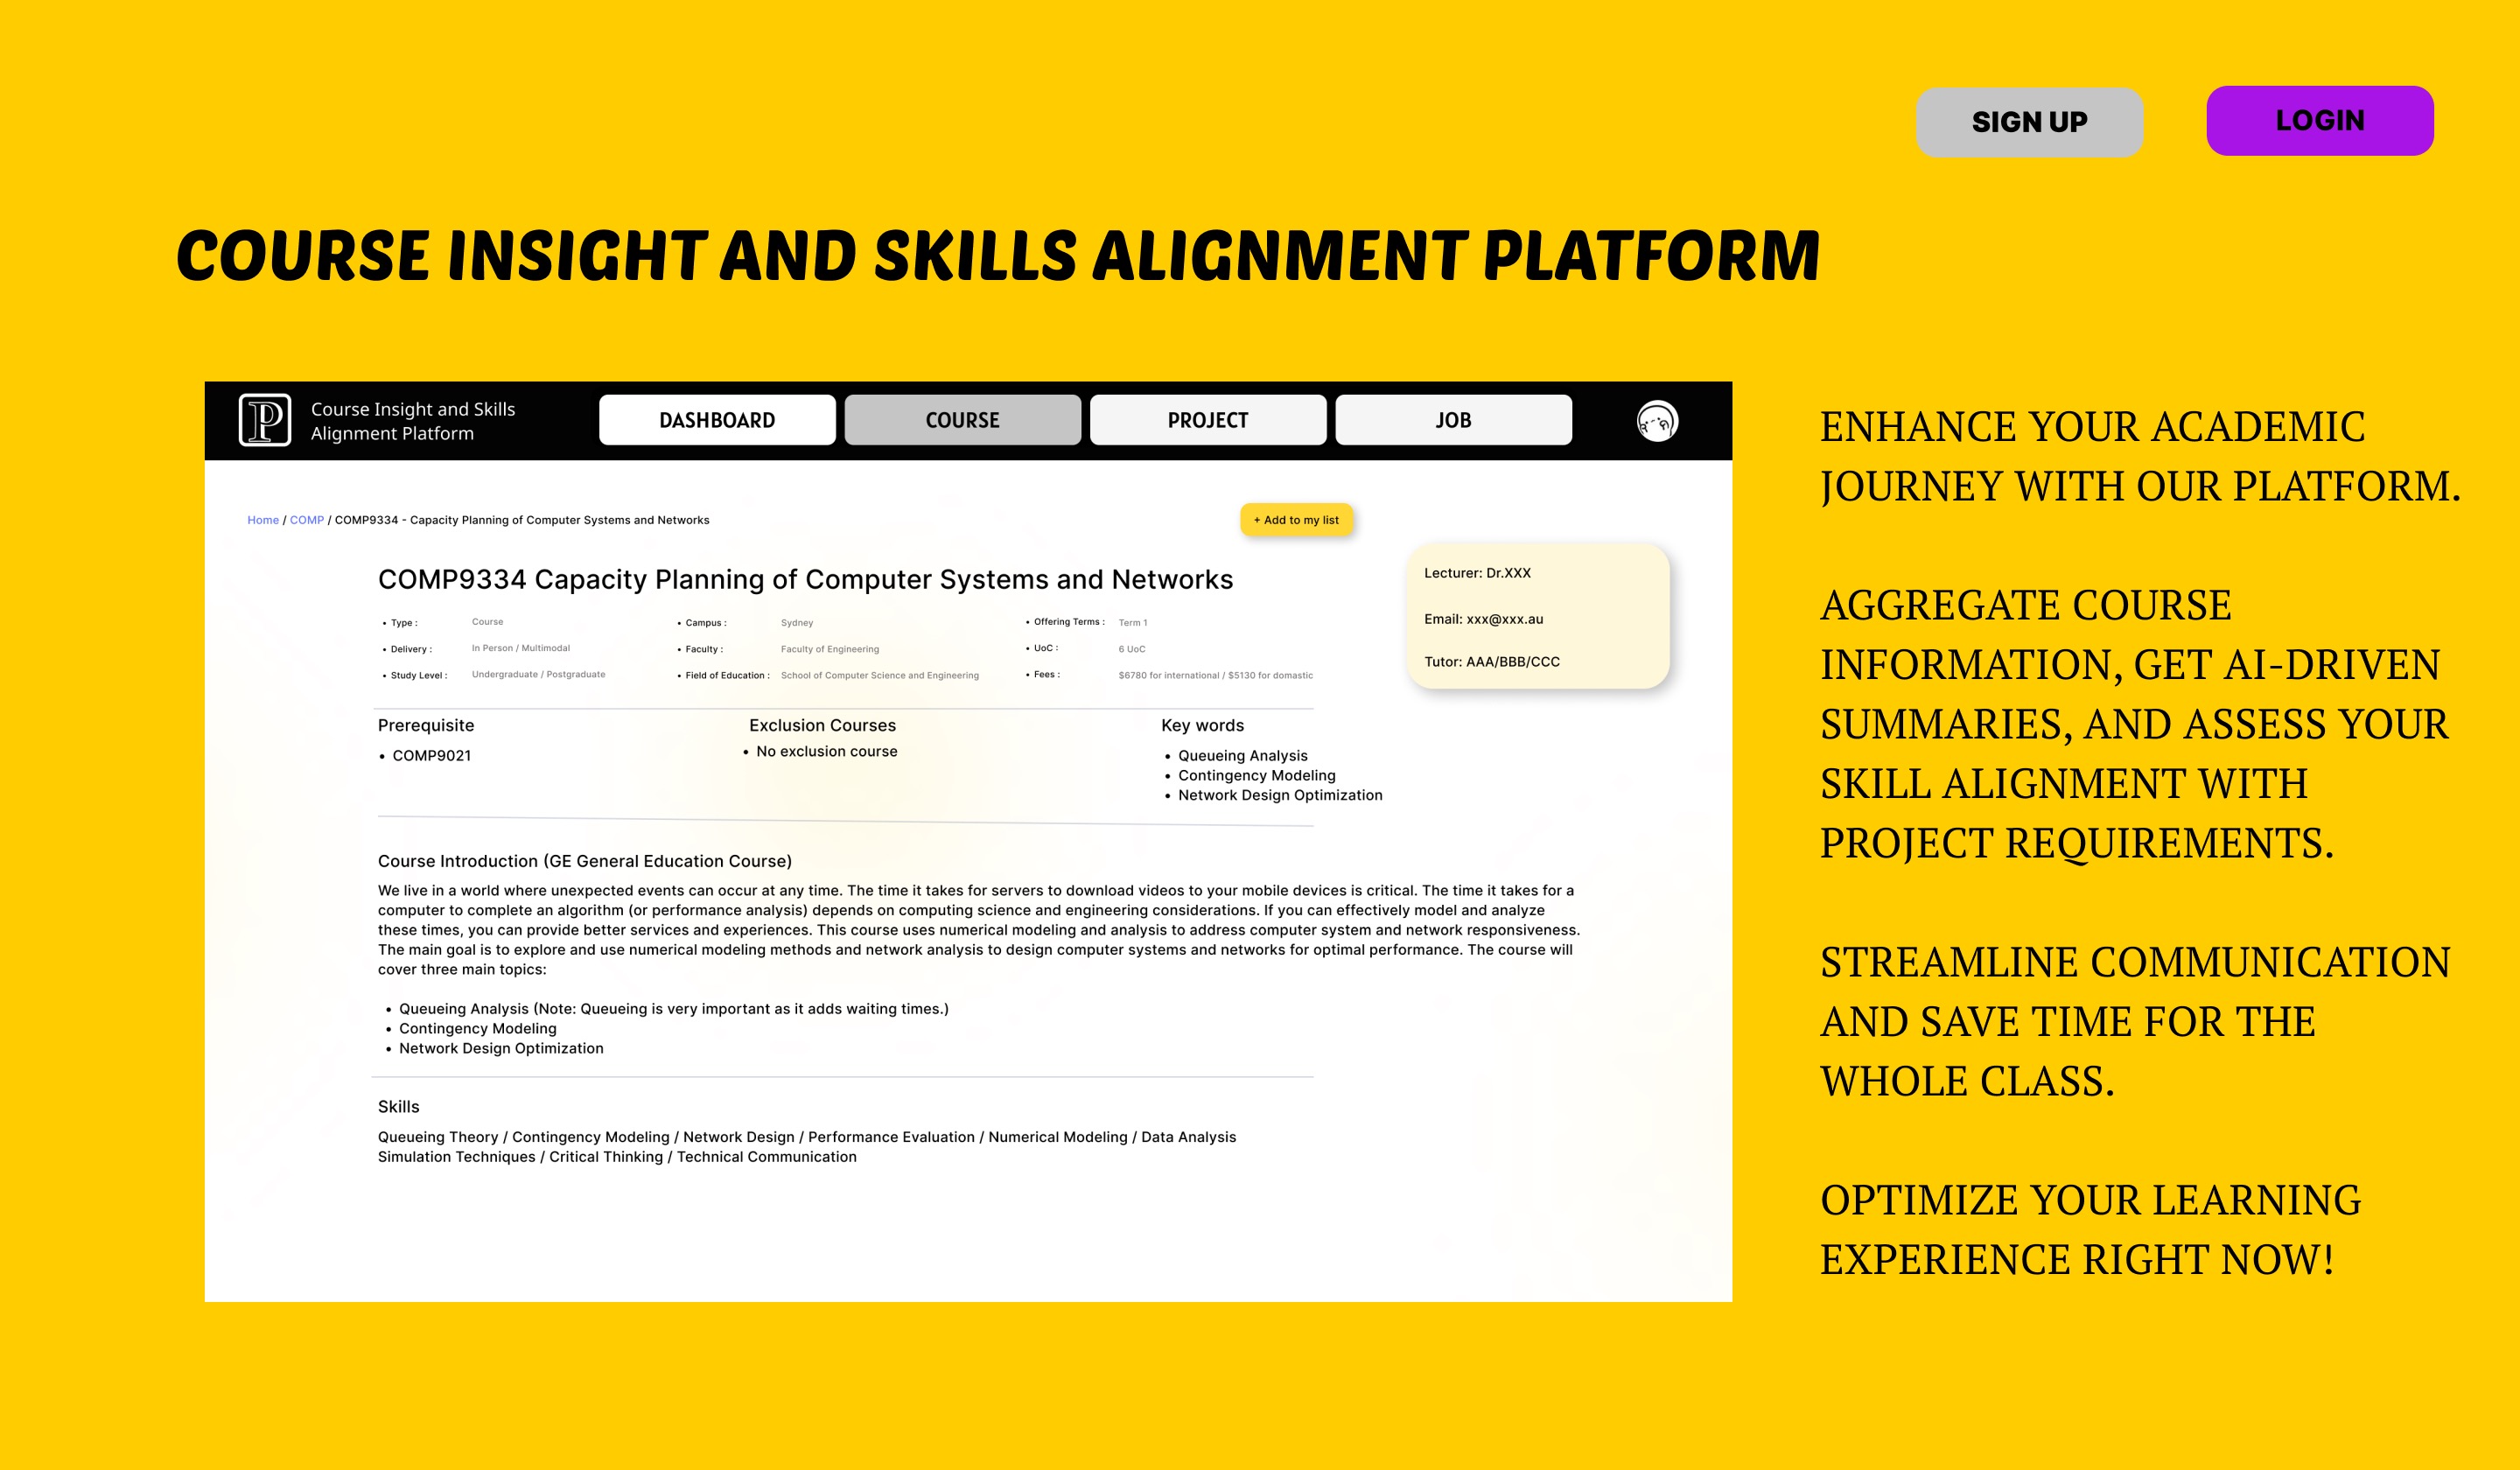 SIGN UP
LOGIN
COURSE INSIGHT AND SKILLS ALIGNMENT PLATFORM
P
Course Insight and Skills
Alignment Platform
DASHBOARD
COURSE
PROJECT
JOB
Home / COMP / COMP9334 - Capacity Planning of Computer Systems and Networks
+ Add to my list
COMP9334 Capacity Planning of Computer Systems and Networks
• Type : Course
• Campus : Sydney
• Offering Terms : Term 1
• Delivery : In Person / Multimodal
• Faculty : Faculty of Engineering
• UoC : 6 UoC
• Study Level : Undergraduate / Postgraduate
• Field of Education : School of Computer Science and Engineering
• Fees : $6780 for international / $5130 for domastic
Lecturer: Dr.XXX
Email: xxx@xxx.au
Tutor: AAA/BBB/CCC
Prerequisite
• COMP9021
Exclusion Courses
• No exclusion course
Key words
• Queueing Analysis
• Contingency Modeling
• Network Design Optimization
Course Introduction (GE General Education Course)
We live in a world where unexpected events can occur at any time. The time it takes for servers to download videos to your mobile devices is critical. The time it takes for a
computer to complete an algorithm (or performance analysis) depends on computing science and engineering considerations. If you can effectively model and analyze
these times, you can provide better services and experiences. This course uses numerical modeling and analysis to address computer system and network responsiveness.
The main goal is to explore and use numerical modeling methods and network analysis to design computer systems and networks for optimal performance. The course will
cover three main topics:
• Queueing Analysis (Note: Queueing is very important as it adds waiting times.)
• Contingency Modeling
• Network Design Optimization
Skills
Queueing Theory / Contingency Modeling / Network Design / Performance Evaluation / Numerical Modeling / Data Analysis
Simulation Techniques / Critical Thinking / Technical Communication
ENHANCE YOUR ACADEMIC
JOURNEY WITH OUR PLATFORM.
AGGREGATE COURSE
INFORMATION, GET AI-DRIVEN
SUMMARIES, AND ASSESS YOUR
SKILL ALIGNMENT WITH
PROJECT REQUIREMENTS.
STREAMLINE COMMUNICATION
AND SAVE TIME FOR THE
WHOLE CLASS.
OPTIMIZE YOUR LEARNING
EXPERIENCE RIGHT NOW!